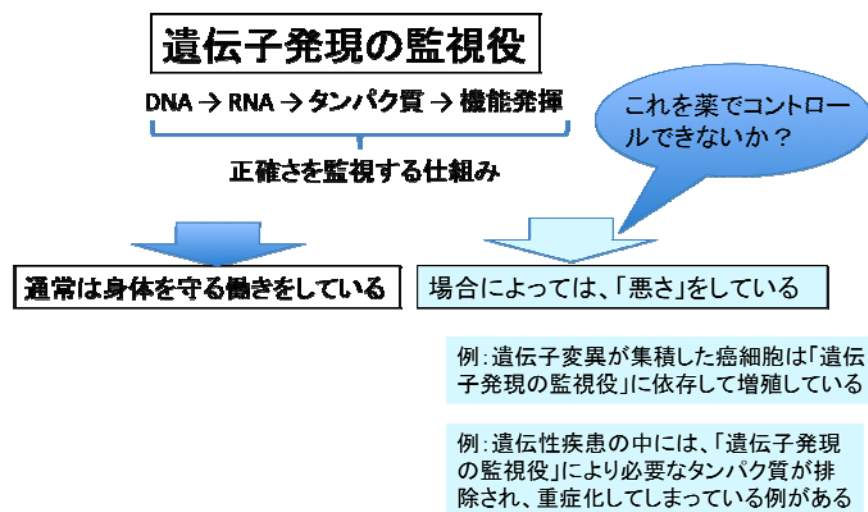 遺伝子発現の監視役
DNA → RNA → タンパク質 → 機能発揮
正確さを監視する仕組み
これを薬でコントロー
ルできないか？
通常は身体を守る働きをしている
場合によっては、「悪さ」をしている
例：遺伝子変異が集積した癌細胞は「遺伝
子発現の監視役」に依存して増殖している
例：遺伝性疾患の中には、「遺伝子発現
の監視役」により必要なタンパク質が排
除され、重症化してしまっている例がある